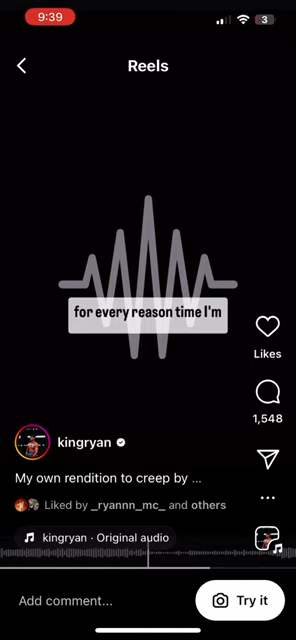 9:39
3
Reels
for every reason time I'm
Likes
1,548
kingryan
My own rendition to creep by ...
Liked by _ryannn_mc_ and others
kingryan · Original audio
Add comment...
Try it